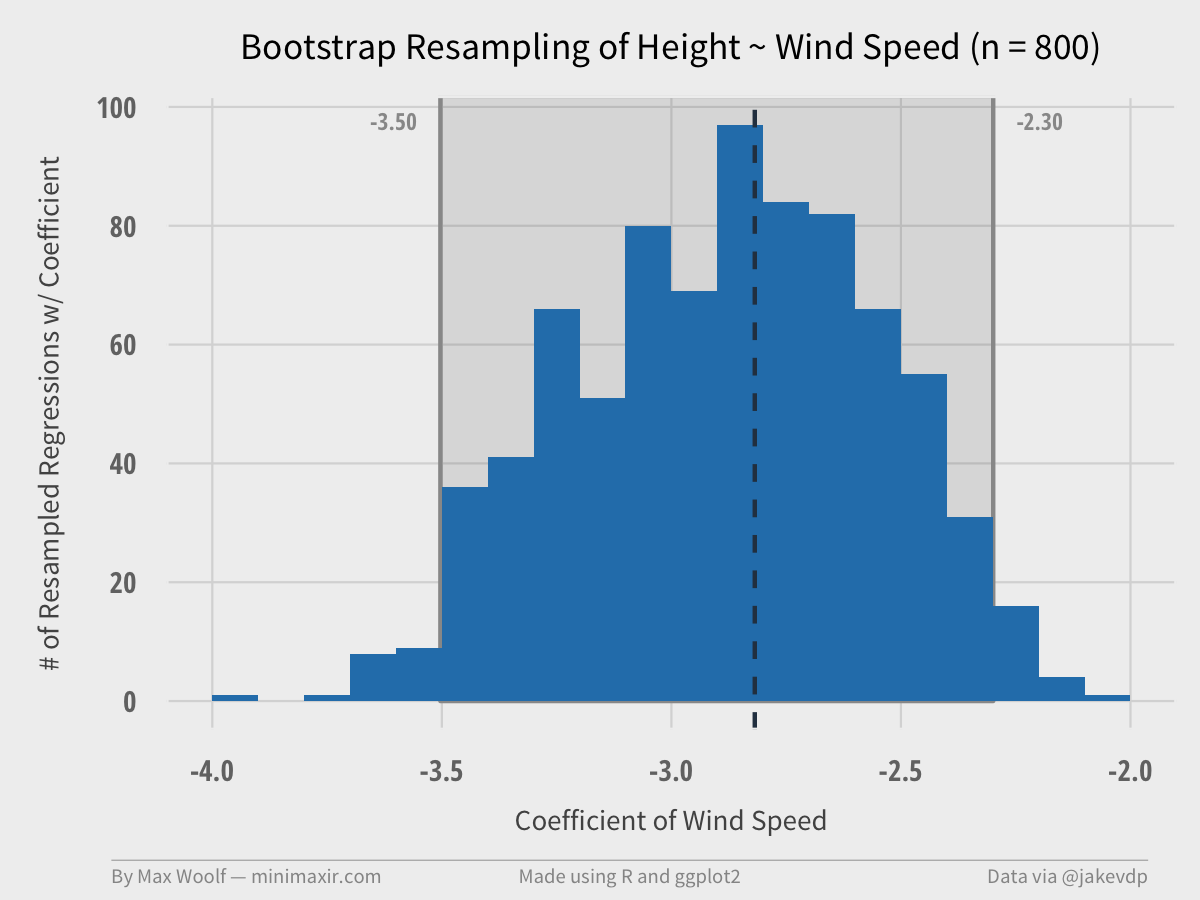 Bootstrap Resampling of Height ~ Wind Speed (n = 800)
# of Resampled Regressions w/ Coefficient
100
80
60
40
20
0
-3.50
-2.30
-4.0
-3.5
-3.0
-2.5
-2.0
Coefficient of Wind Speed
By Max Woolf — minimaxir.com
Made using R and ggplot2
Data via @jakevdp